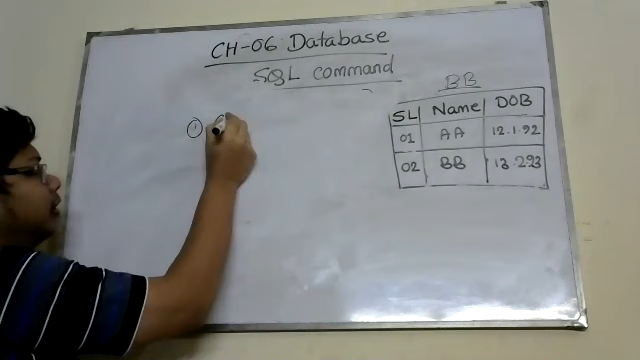 CH-06 Database
SQL command
BB
SL Name DOB
01 AA 12.1.92
02 BB 13.2.93
1